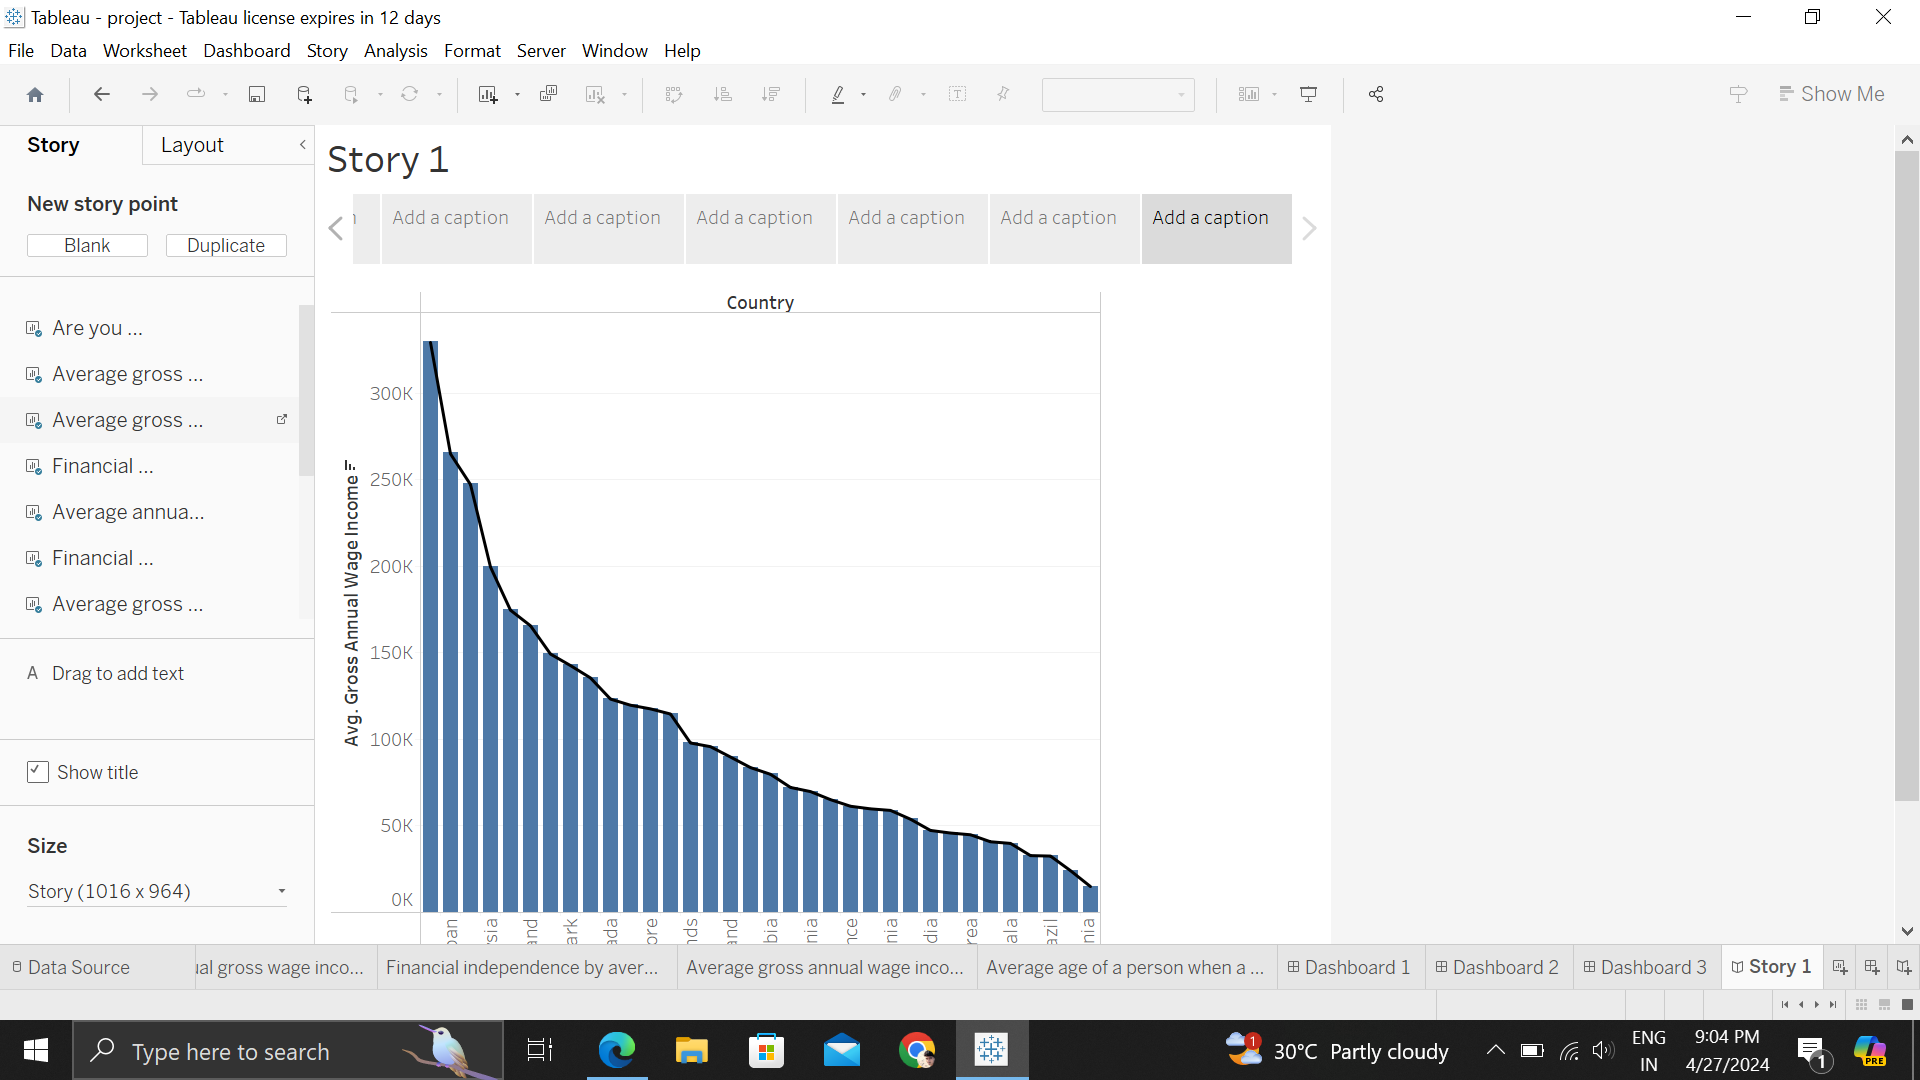 Tableau - project - Tableau license expires in 12 days
File Data Worksheet Dashboard Story Analysis Format Server Window Help
Show Me
Story Layout
New story point
Blank Duplicate
Are you ...
Average gross ...
Average gross ...
Financial ...
Average annua...
Financial ...
Average gross ...
A Drag to add text
Show title
Size
Story (1016 x 964)
Story 1
Add a caption Add a caption Add a caption Add a caption Add a caption Add a caption
Country
Avg. Gross Annual Wage Income
300K
250K
200K
150K
100K
50K
0K
pan
sia
nd
ark
ada
ore
nds
nd
bia
nia
nce
nia
dia
rea
ala
zil
nia
Data Source ual gross wage inco... Financial independence by aver... Average gross annual wage inco... Average age of a person when a ... Dashboard 1 Dashboard 2 Dashboard 3 Story 1
Type here to search
1
30°C Partly cloudy
ENG
IN
9:04 PM
4/27/2024
1
PRE